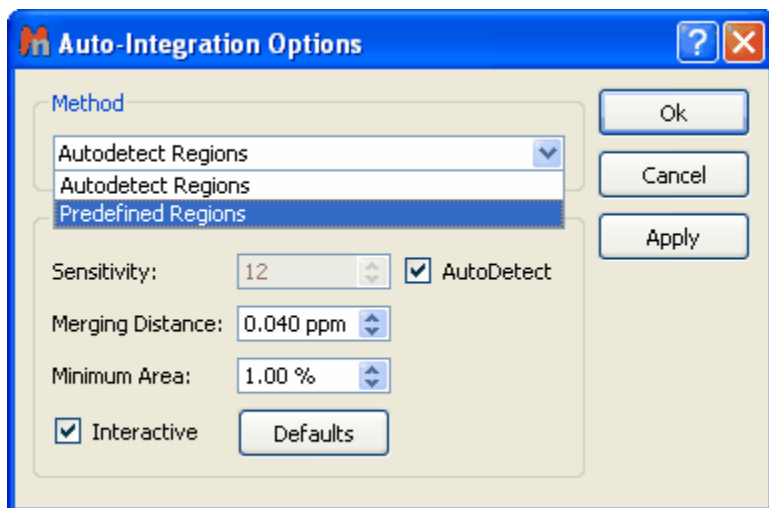 Auto-Integration Options
Method
Autodetect Regions
Autodetect Regions
Predefined Regions
Ok
Cancel
Apply
Sensitivity: 12 AutoDetect
Merging Distance: 0.040 ppm
Minimum Area: 1.00 %
Interactive Defaults